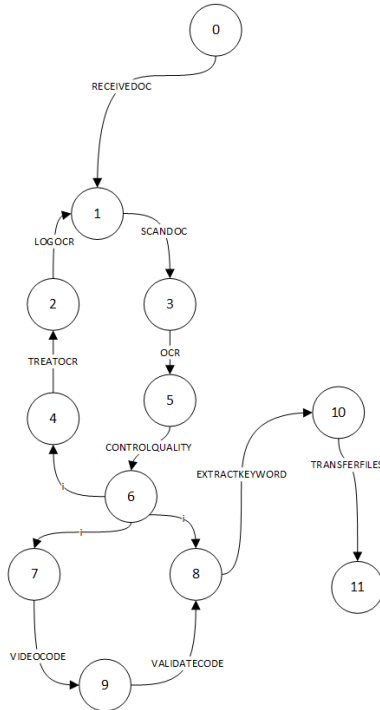 0
RECEIVEDOC
1
SCANDOC
LOGOCR
2
3
OCR
TREATOCR
5
10
4
CONTROLQUALITY
TRANSFERFILES
EXTRACTKEYWORD
i
6
i
i
7
8
11
VIDEOCODE
VALIDATECODE
9